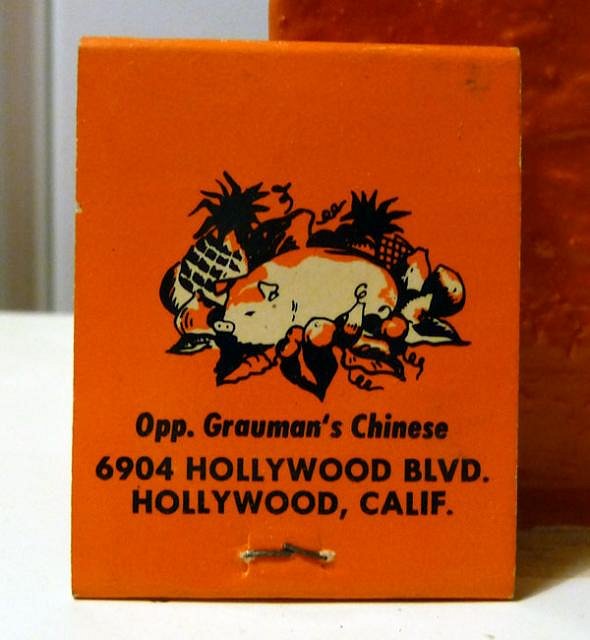 Opp. Grauman's Chinese
6904 HOLLYWOOD BLVD.
HOLLYWOOD, CALIF.